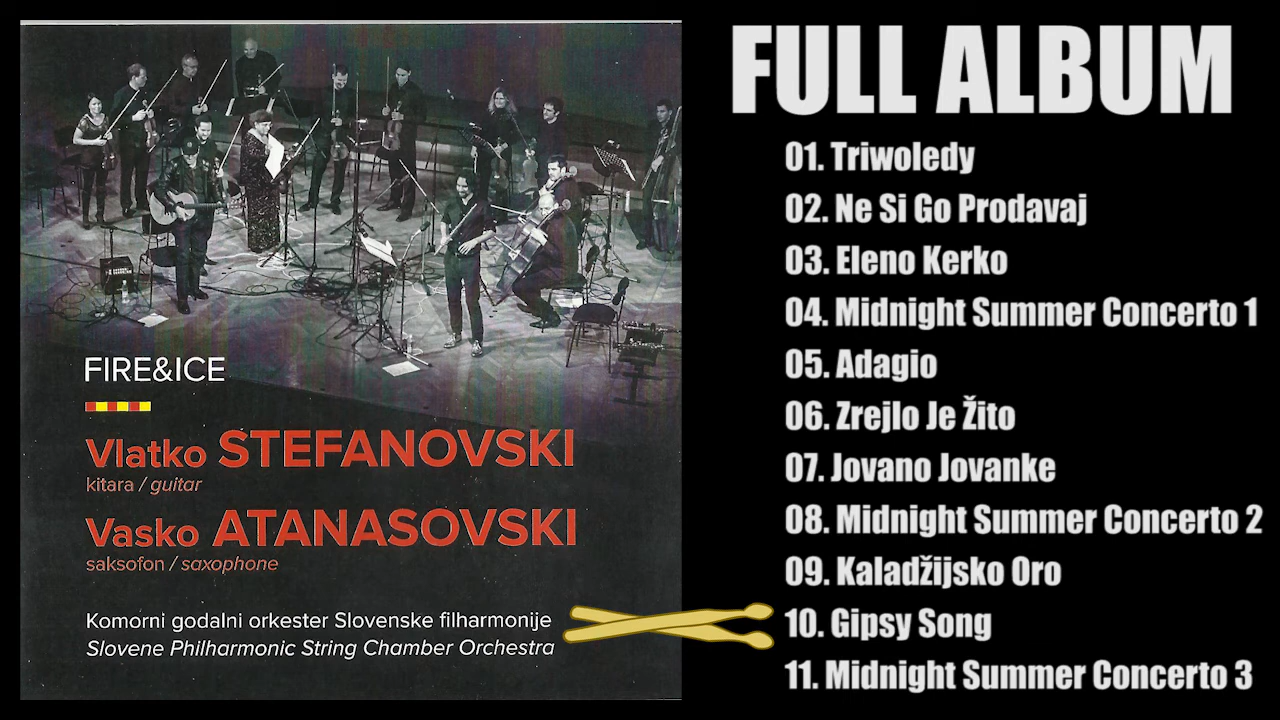 FIRE&ICE
Vlatko STEFANOVSKI
kitara / guitar
Vasko ATANASOVSKI
saksofon / saxophone
Komorni godalni orkester Slovenske filharmonije
Slovene Philharmonic String Chamber Orchestra
FULL ALBUM
01. Triwoledy
02. Ne Si Go Prodavaj
03. Eleno Kerko
04. Midnight Summer Concerto 1
05. Adagio
06. Zrejlo Je Žito
07. Jovano Jovanke
08. Midnight Summer Concerto 2
09. Kaladžijsko Oro
10. Gipsy Song
11. Midnight Summer Concerto 3